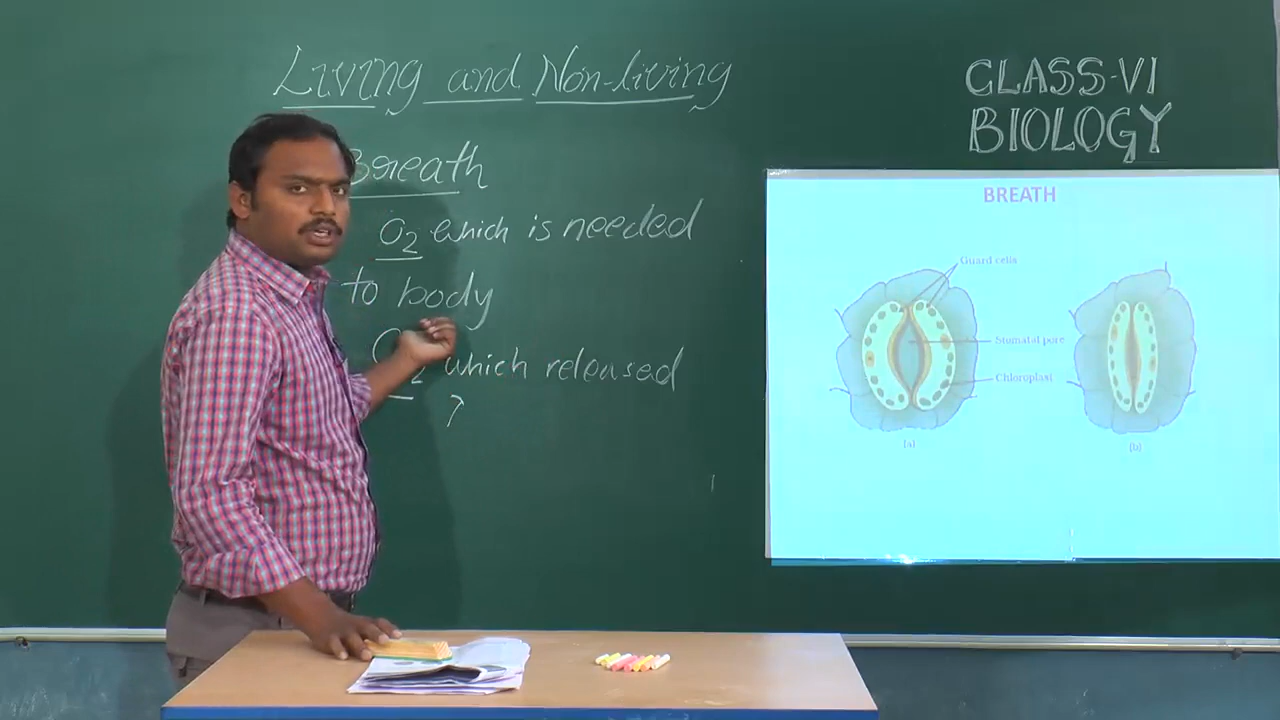 Living and Non-living
CLASS-VI
BIOLOGY
Breath
O2 which is needed
to body
2 which released
BREATH
Guard cells
Stomatal pore
Chloroplast
(a)
(b)